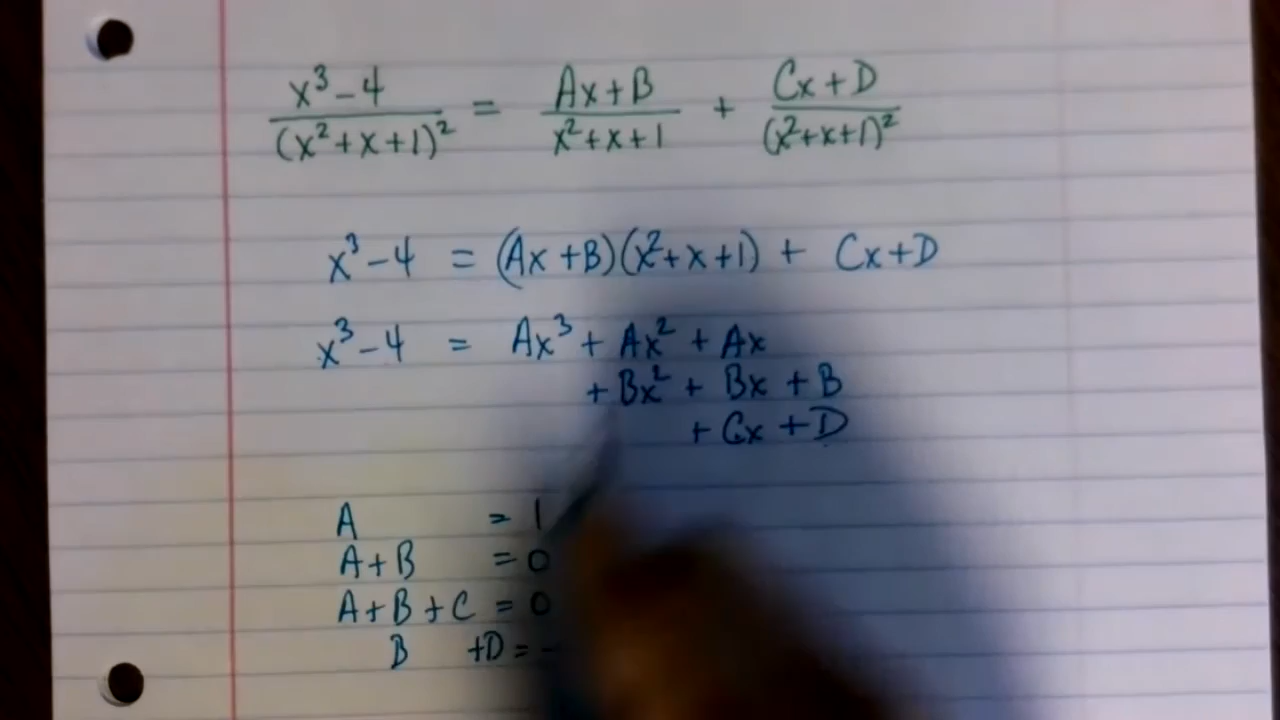 x³-4 / (x²+x+1)² = Ax+B / x²+x+1 + Cx+D / (x²+x+1)²
x³-4 = (Ax+B)(x²+x+1) + Cx+D
x³-4 = Ax³ + Ax² + Ax
+ Bx² + Bx + B
+ Cx + D
A = 1
A+B = 0
A+B+C = 0
B +D = -